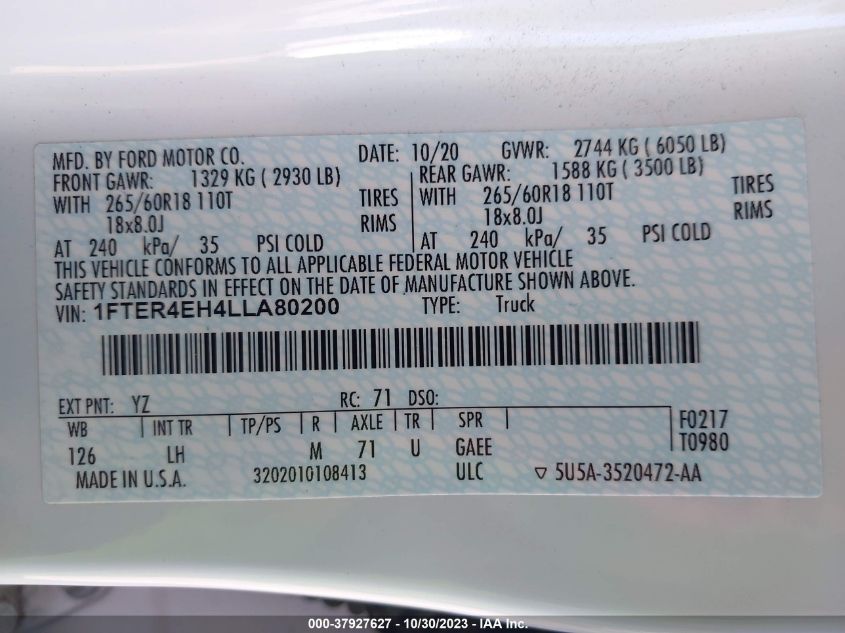 MFD. BY FORD MOTOR CO. DATE: 10/20 GVWR: 2744 KG ( 6050 LB)
FRONT GAWR: 1329 KG ( 2930 LB) REAR GAWR: 1588 KG ( 3500 LB)
WITH 265/60R18 110T TIRES WITH 265/60R18 110T TIRES
18x8.0J RIMS 18x8.0J RIMS
AT 240 kPa/ 35 PSI COLD AT 240 kPa/ 35 PSI COLD
THIS VEHICLE CONFORMS TO ALL APPLICABLE FEDERAL MOTOR VEHICLE
SAFETY STANDARDS IN EFFECT ON THE DATE OF MANUFACTURE SHOWN ABOVE.
VIN: 1FTER4EH4LLA80200 TYPE: Truck
EXT PNT: YZ RC: 71 DSO:
WB INT TR TP/PS R AXLE TR SPR F0217
126 LH M 71 U GAEE T0980
MADE IN U.S.A. 3202010108413 ULC ▽ 5U5A-3520472-AA
000-37927627 - 10/30/2023 - IAA Inc.